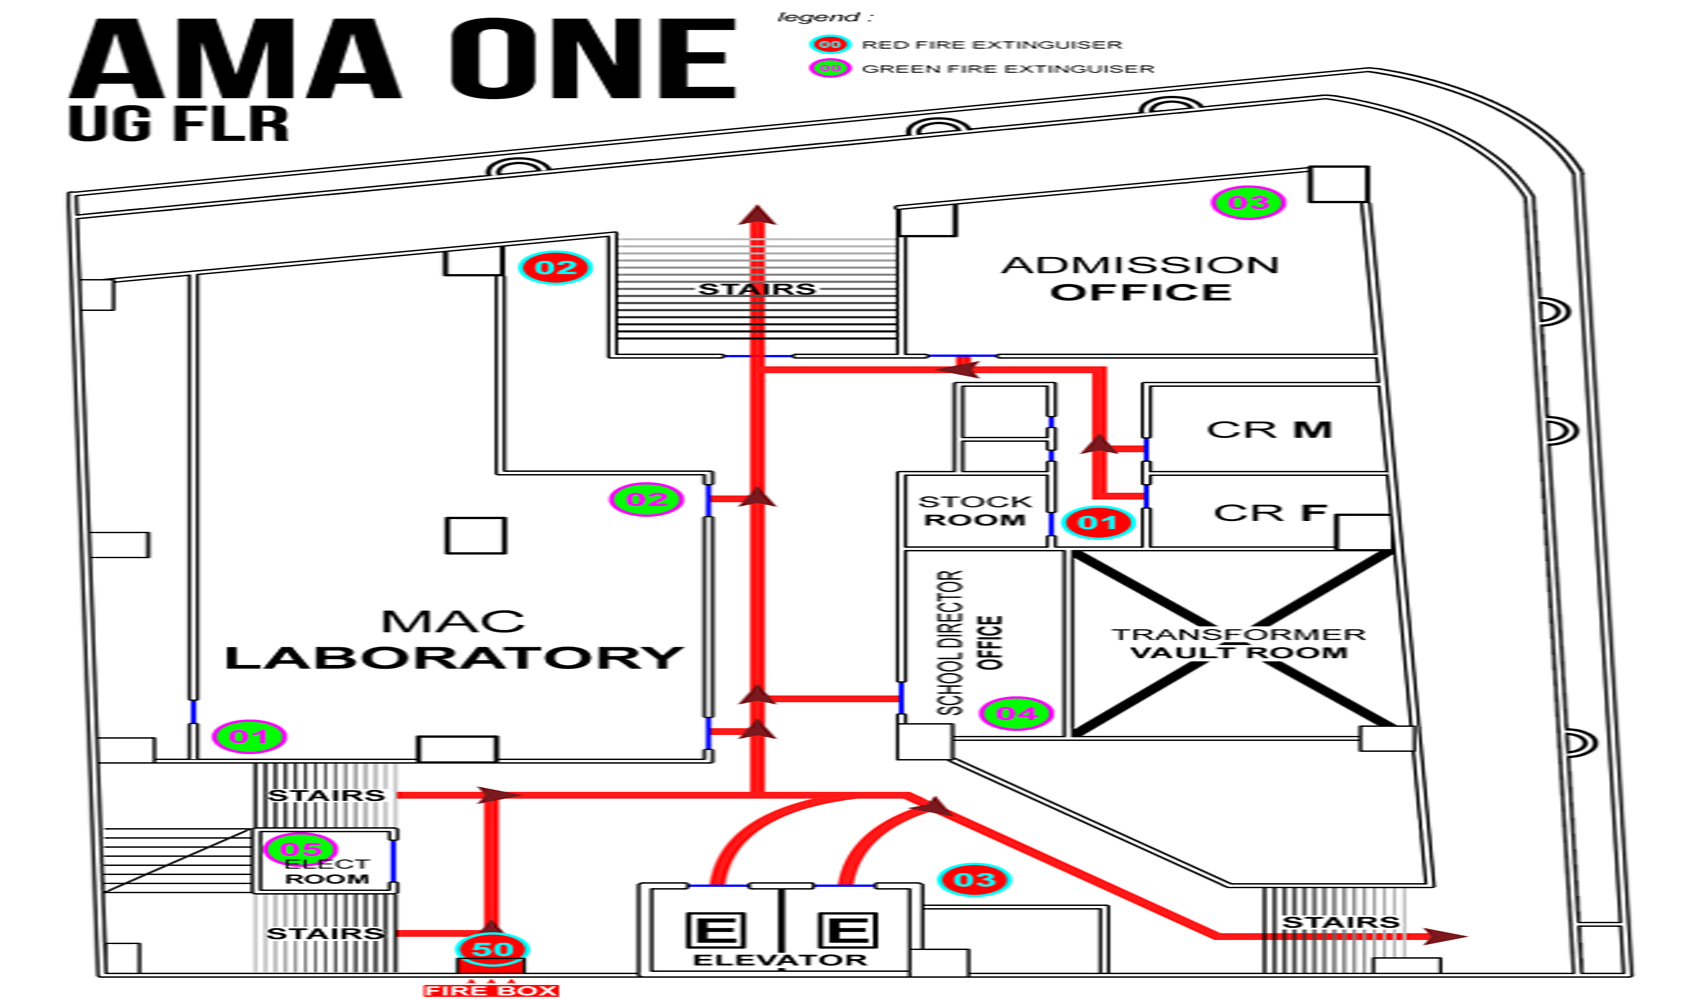 AMA ONE
UG FLR
legend :
00 RED FIRE EXTINGUISER
GREEN FIRE EXTINGUISER
03
02
STAIRS
ADMISSION
OFFICE
CR M
02
STOCK
ROOM
01
CR F
MAC
LABORATORY
SCHOOL DIRECTOR
OFFICE
TRANSFORMER
VAULT ROOM
04
01
STAIRS
05
ELECT
ROOM
03
STAIRS
50
E
E
ELEVATOR
STAIRS
FIRE BOX